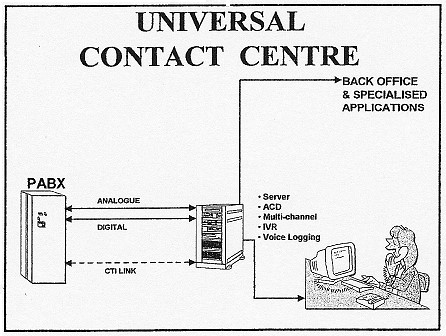 UNIVERSAL
CONTACT CENTRE
BACK OFFICE
& SPECIALISED
APPLICATIONS
PABX
ANALOGUE
DIGITAL
CTI LINK
• Server
• ACD
• Multi-channel
• IVR
• Voice Logging